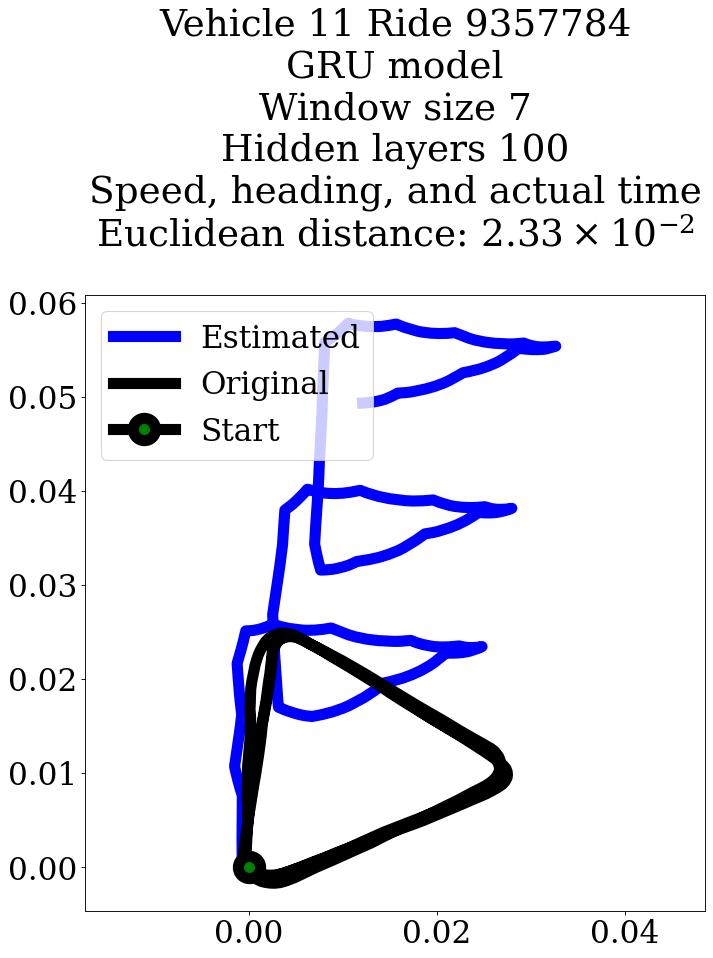 Vehicle 11 Ride 9357784
GRU model
Window size 7
Hidden layers 100
Speed, heading, and actual time
Euclidean distance: 2.33 × 10⁻²
0.06
0.05
0.04
0.03
0.02
0.01
0.00
Estimated
Original
Start
0.00 0.02 0.04